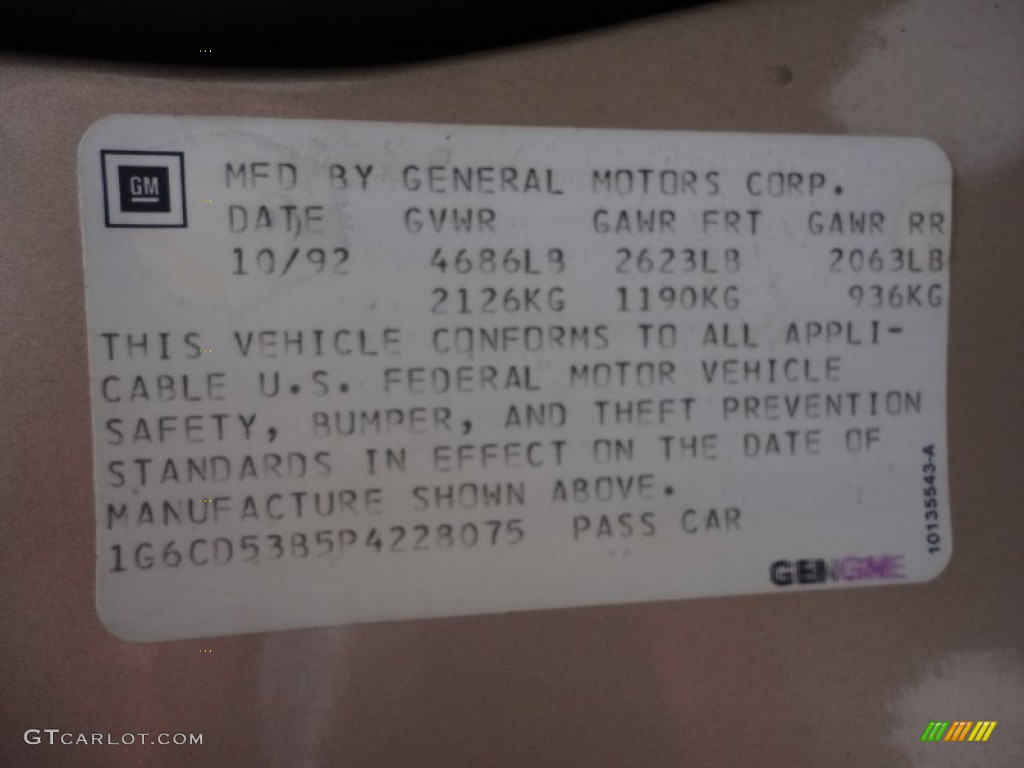 GM
MFD BY GENERAL MOTORS CORP.
DATE GVWR GAWR FRT GAWR RR
10/92 4686LB 2623LB 2063LB
2126KG 1190KG 936KG
THIS VEHICLE CONFORMS TO ALL APPLI-
CABLE U.S. FEDERAL MOTOR VEHICLE
SAFETY, BUMPER, AND THEFT PREVENTION
STANDARDS IN EFFECT ON THE DATE OF
MANUFACTURE SHOWN ABOVE.
1G6CD53B5P4228075 PASS CAR
10135543-A
GTCARLOT.COM